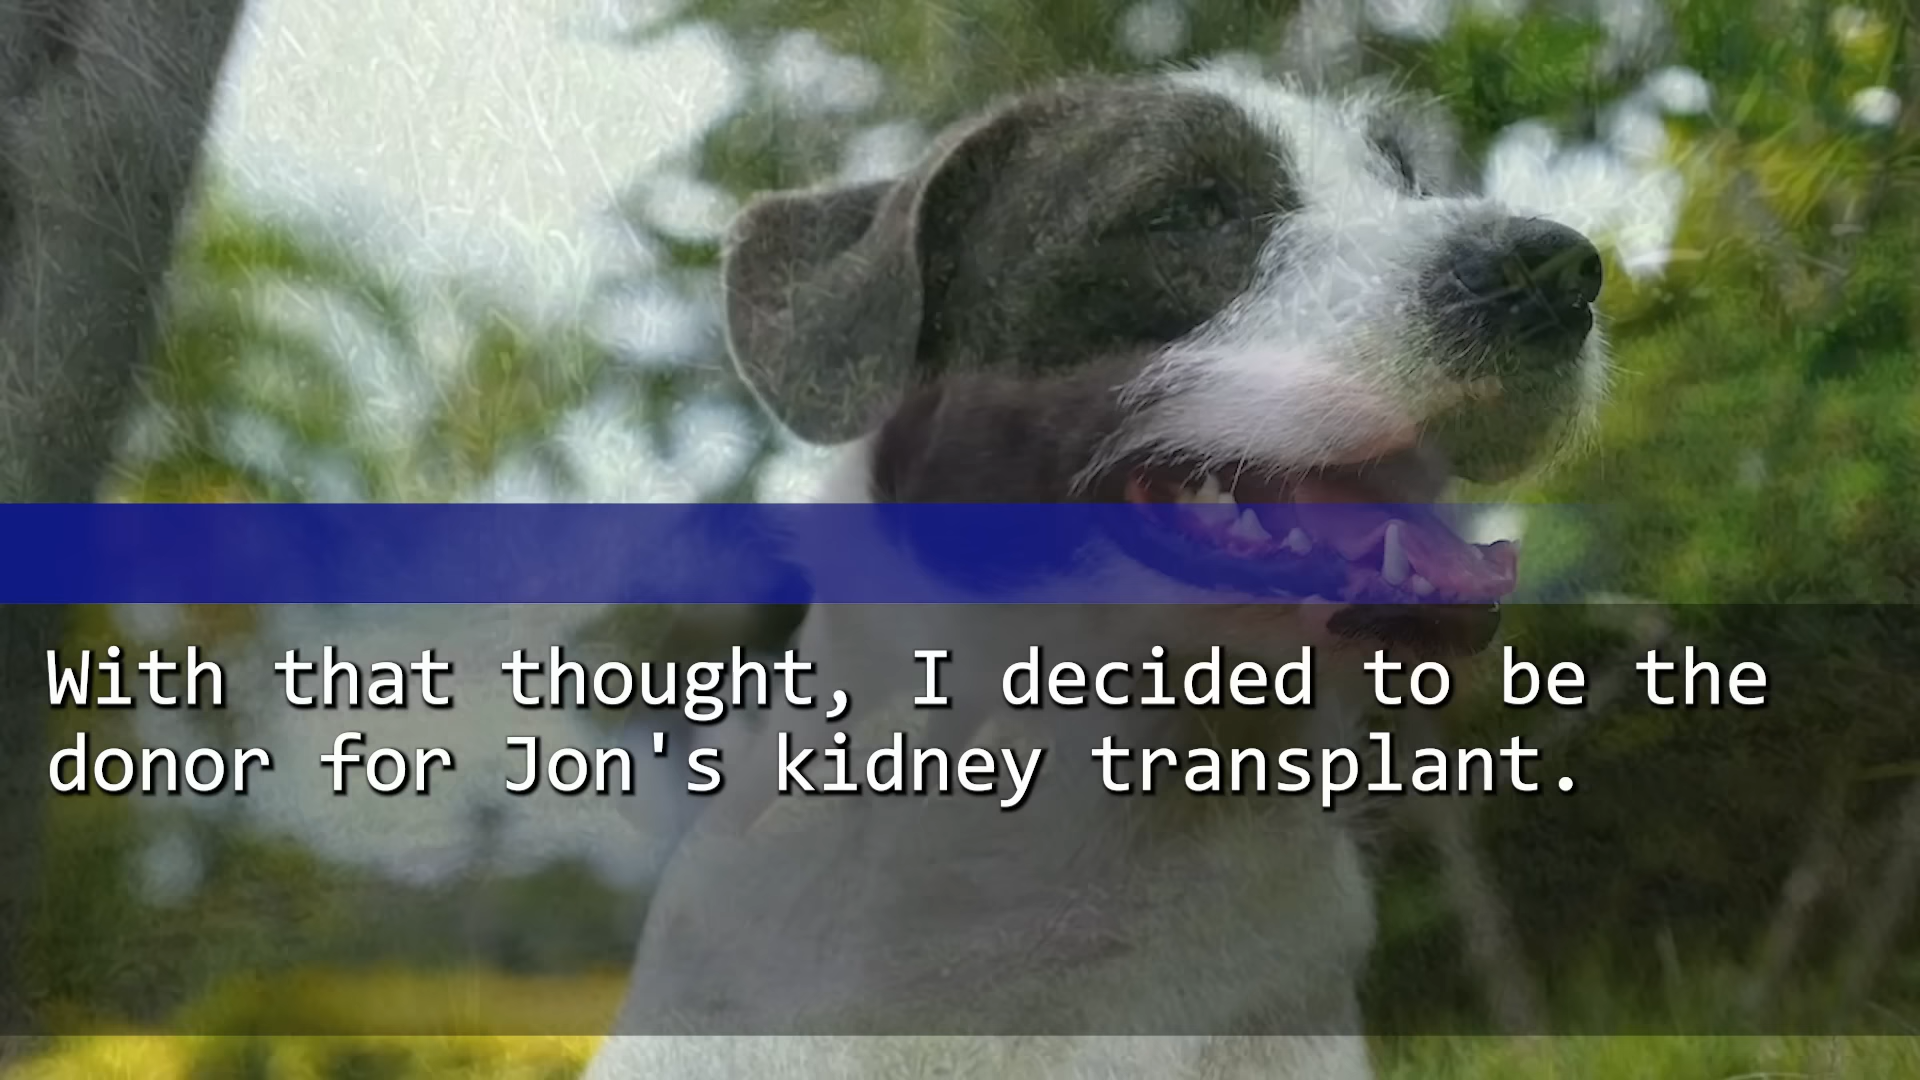 With that thought, I decided to be the
donor for Jon's kidney transplant.